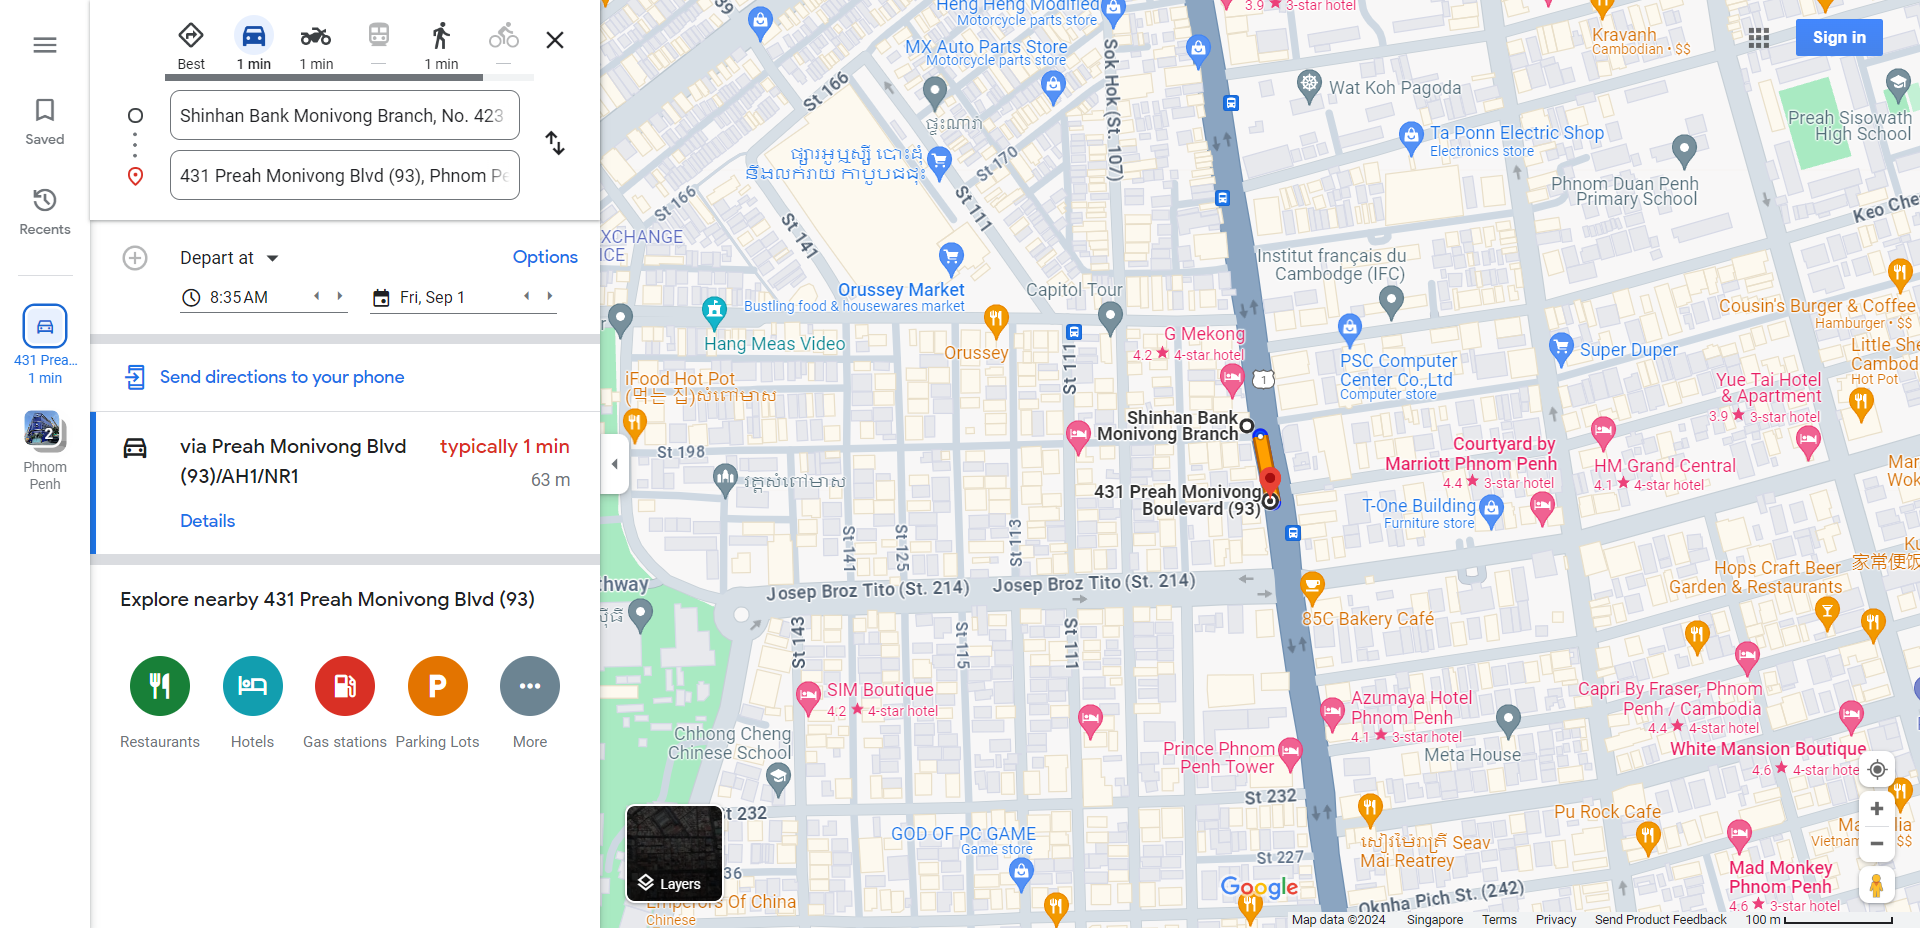 Best
1 min
1 min
—
1 min
—
Saved
Recents
431 Prea...
1 min
Phnom
Penh
2
Shinhan Bank Monivong Branch, No. 423
431 Preah Monivong Blvd (93), Phnom Pe
Depart at
Options
8:35 AM
Fri, Sep 1
Send directions to your phone
via Preah Monivong Blvd
(93)/AH1/NR1
typically 1 min
63 m
Details
Explore nearby 431 Preah Monivong Blvd (93)
P
Restaurants
Hotels
Gas stations
Parking Lots
More
Sign in
Heng Heng Modified
Motorcycle parts store
3.9 ★ 3-star hotel
Kravanh
Cambodian • $$
MX Auto Parts Store
Motorcycle parts store
St 166
Sok Hok (St. 107)
Wat Koh Pagoda
ផ្ទះណារា
Ta Ponn Electric Shop
Electronics store
Preah Sisowath
High School
St 170
Phnom Duan Penh
Primary School
St 166
St 111
St 141
Keo Che
XCHANGE
ICE
Institut français du
Cambodge (IFC)
Orussey Market
Bustling food & housewares market
Capitol Tour
Cousin's Burger & Coffee
Hamburger • $$
Hang Meas Video
Orussey
G Mekong
4.2 ★ 4-star hotel
St 111
1
PSC Computer
Center Co.,Ltd
Computer store
Super Duper
Little She
Cambod
Hot Pot
iFood Hot Pot
Yue Tai Hotel
& Apartment
3.9 ★ 3-star hotel
Shinhan Bank
Monivong Branch
St 198
Courtyard by
Marriott Phnom Penh
4.4 ★ 3-star hotel
HM Grand Central
4.1 ★ 4-star hotel
Mar
Wok
វត្តសំពៅមាស
431 Preah Monivong
Boulevard (93)
T-One Building
Furniture store
St 141
St 125
St 113
Hops Craft Beer
Garden & Restaurants
家常便饭
hway
Josep Broz Tito (St. 214)
Josep Broz Tito (St. 214)
85C Bakery Café
St 143
St 115
St 111
SIM Boutique
4.2 ★ 4-star hotel
Azumaya Hotel
Phnom Penh
4.1 ★ 3-star hotel
Capri By Fraser, Phnom
Penh / Cambodia
4.4 ★ 4-star hotel
Chhong Cheng
Chinese School
Prince Phnom
Penh Tower
Meta House
White Mansion Boutique
4.6 ★ 4-star hote
St 232
t 232
Pu Rock Cafe
GOD OF PC GAME
Game store
Seav
Mai Reatrey
Vietnam
$$
36
St 227
Mad Monkey
Phnom Penh
4.6 ★ 3-star hotel
Layers
Emperors Of China
Chinese
Google
Oknha Pich St. (242)
Map data ©2024
Singapore
Terms
Privacy
Send Product Feedback
100 m